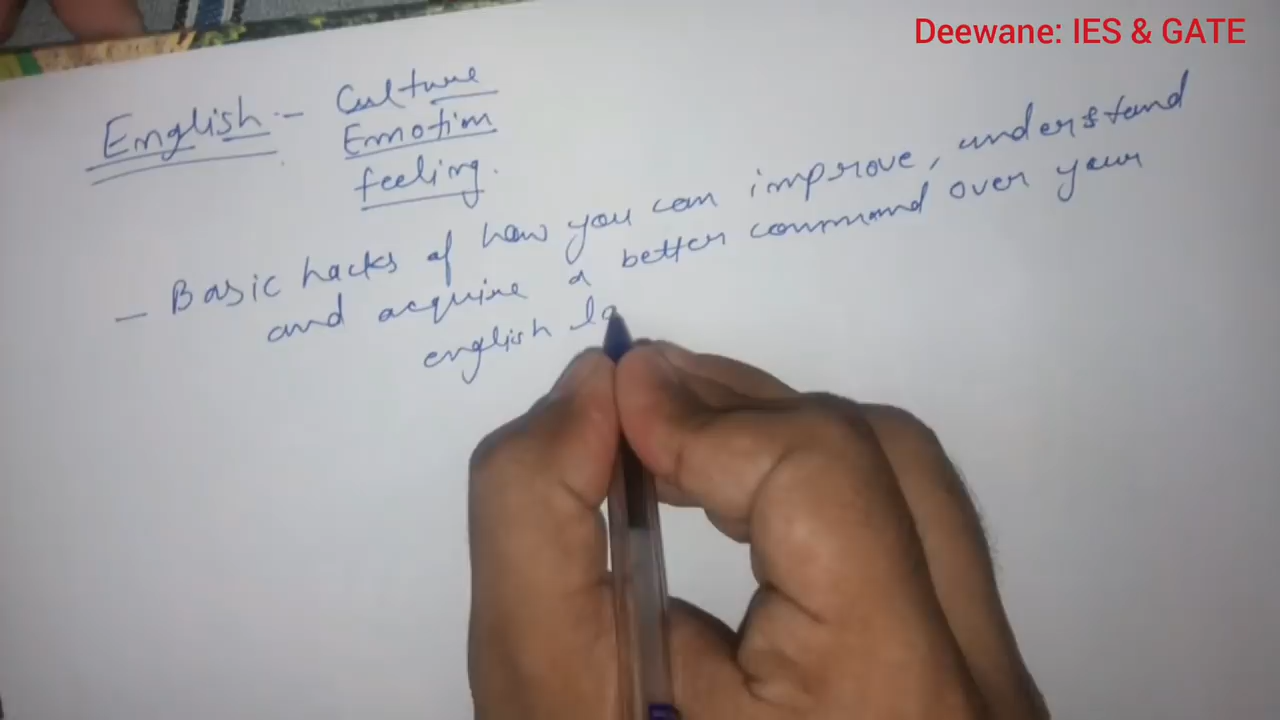 Deewane: IES & GATE
English :- Culture
Emotion
feeling.
- Basic hacks of how you can improve, understand
and acquire a better command over your
english la